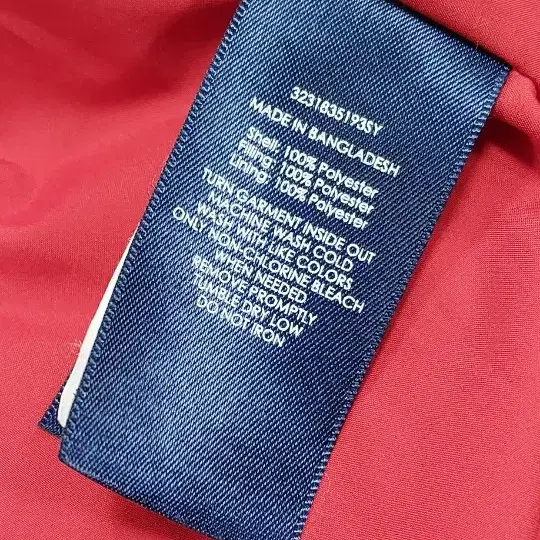 3231835193SY
MADE IN BANGLADESH
Shell: 100% Polyester
Filling: 100% Polyester
Lining: 100% Polyester
TURN GARMENT INSIDE OUT
MACHINE WASH COLD
WASH WITH LIKE COLORS
ONLY NON-CHLORINE BLEACH
WHEN NEEDED
REMOVE PROMPTLY
TUMBLE DRY LOW
DO NOT IRON